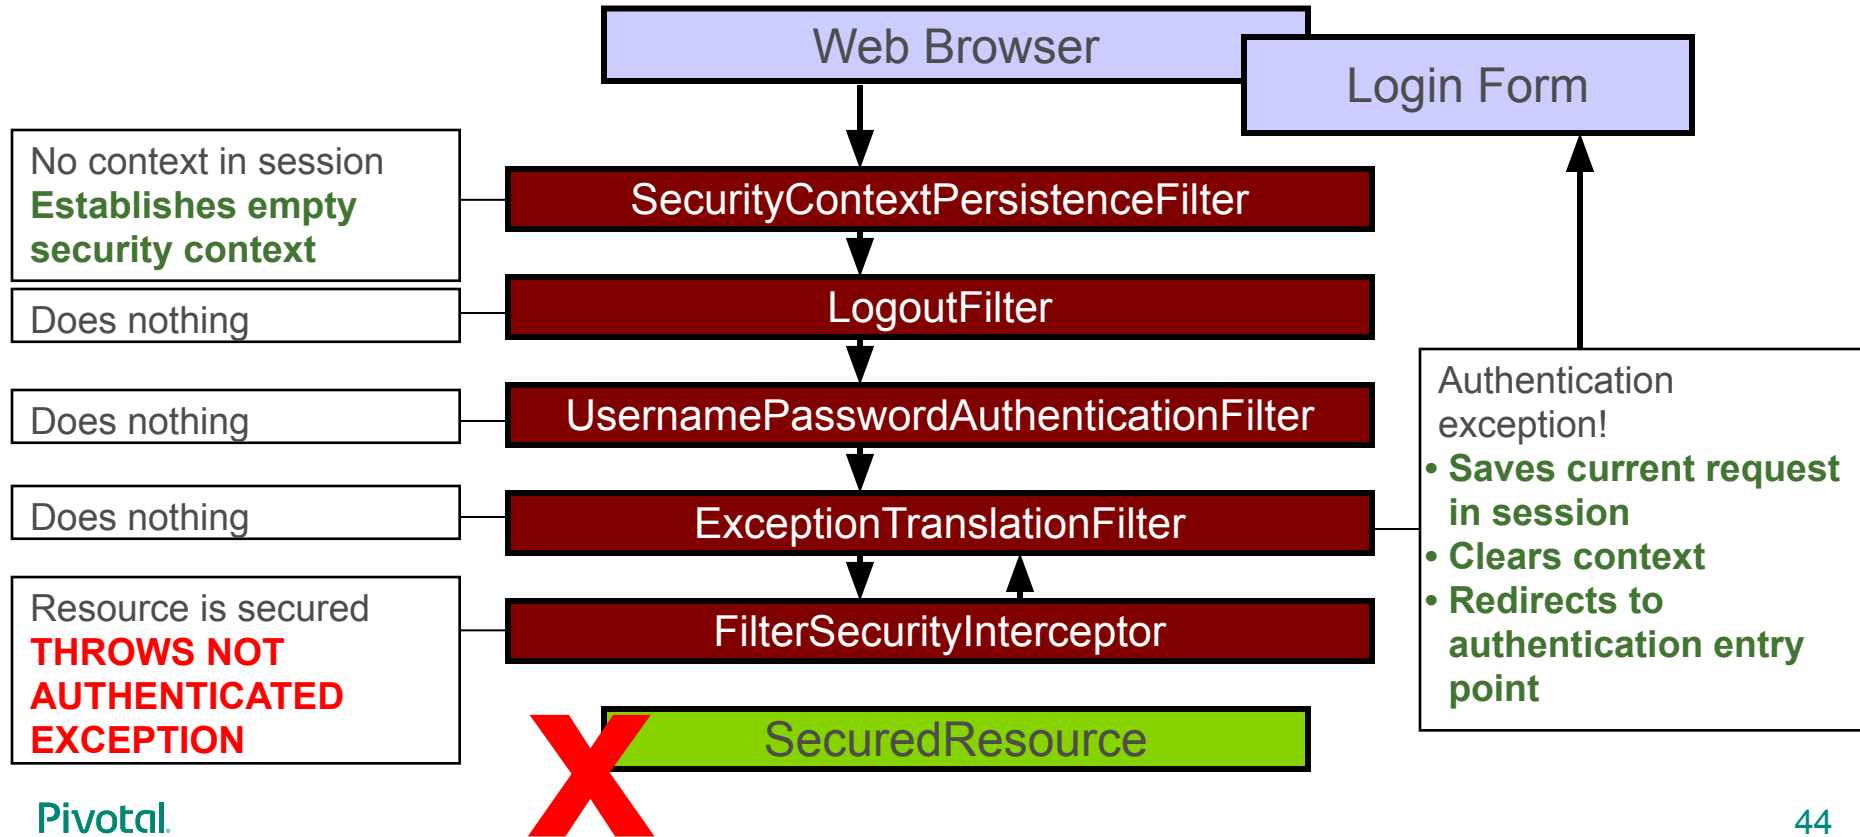 Web Browser
Login Form
No context in session
Establishes empty
security context
SecurityContextPersistenceFilter
Does nothing
LogoutFilter
Does nothing
UsernamePasswordAuthenticationFilter
Does nothing
ExceptionTranslationFilter
Authentication
exception!
• Saves current request
in session
• Clears context
• Redirects to
authentication entry
point
Resource is secured
THROWS NOT
AUTHENTICATED
EXCEPTION
FilterSecurityInterceptor
X
SecuredResource
Pivotal.
44